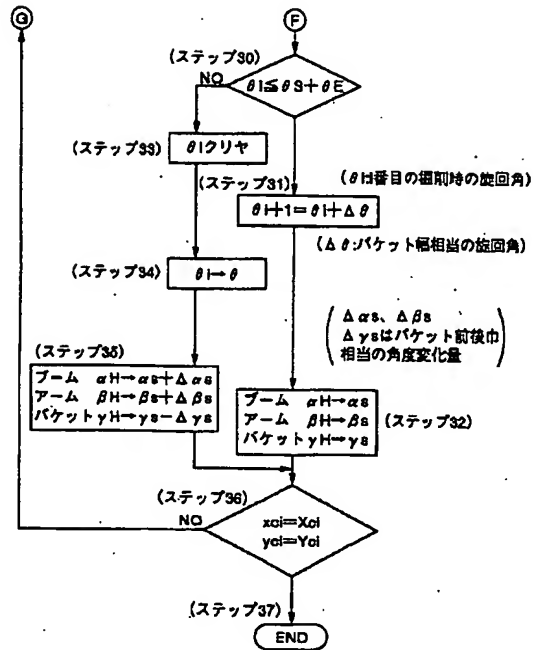 G
F
(ステップ30)
NO
θi≦θS+θE
(ステップ33)
θiクリヤ
(ステップ31)
(θiはi番目の掘削時の旋回角)
θi+1=θi+Δθ
(Δθ:バケット幅相当の旋回角)
(ステップ34)
θi→θ
Δαs、Δβs
Δγsはバケット前後巾
相当の角度変化量
(ステップ35)
ブーム αH→αs+Δαs
アーム βH→βs+Δβs
バケットγH→γs-Δγs
ブーム αH→αs
アーム βH→βs
バケットγH→γs
(ステップ32)
(ステップ36)
NO
xci=Xci
yci=Yci
(ステップ37)
END